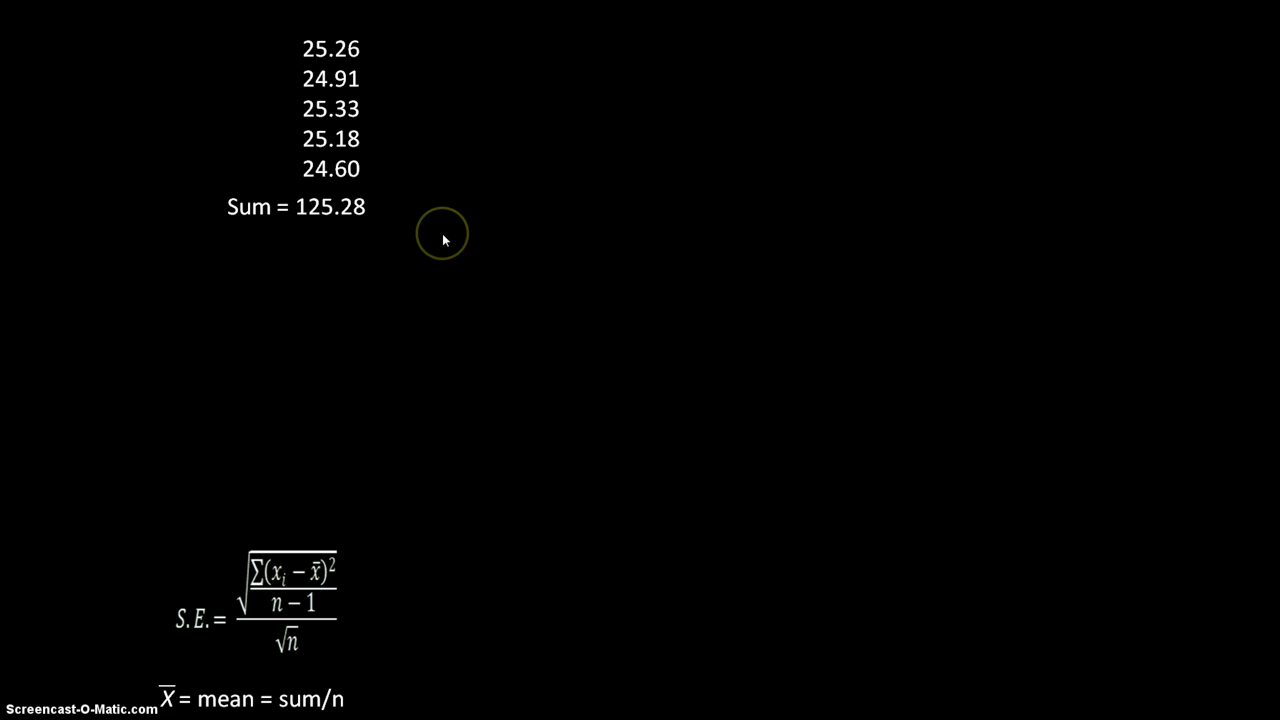 25.26
24.91
25.33
25.18
24.60
Sum = 125.28
S.E. = √(∑(xᵢ − x̄)² / (n − 1)) / √n
X̅ = mean = sum/n
Screencast-O-Matic.com